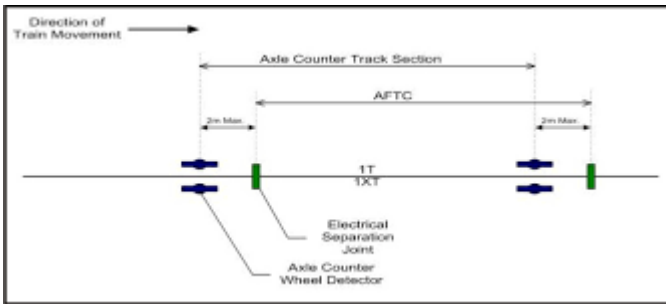 Direction of
Train Movement
Axle Counter Track Section
AFTC
2m Max.
2m Max.
1T
1XT
Electrical
Separation
Joint
Axle Counter
Wheel Detector